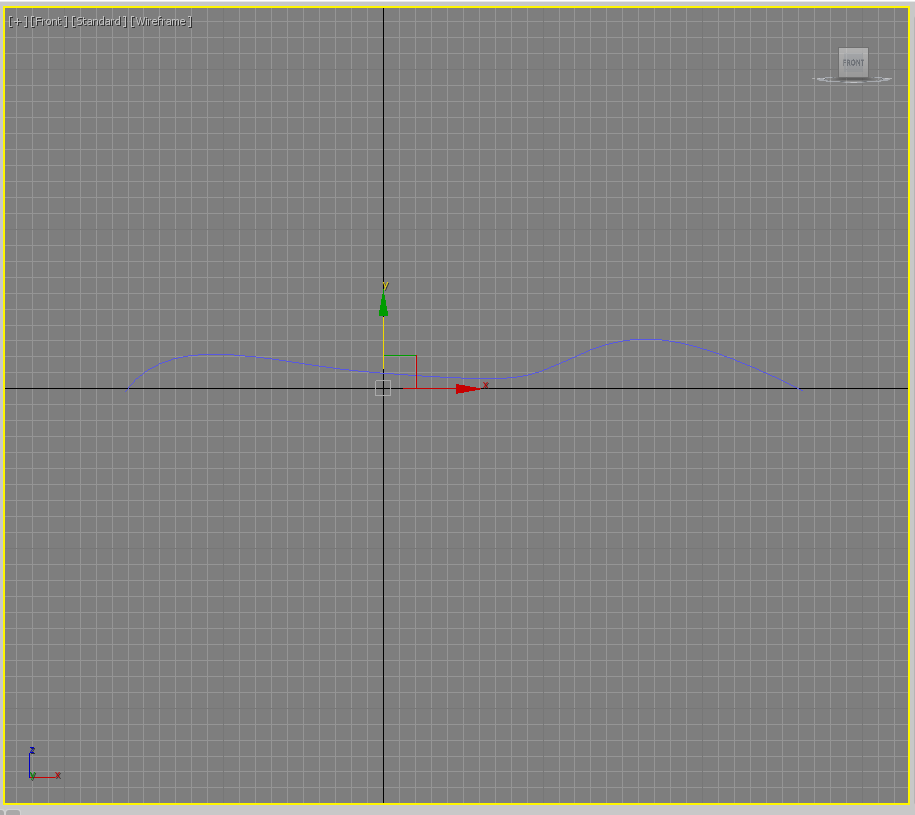 [+] [Front] [Standard] [Wireframe]
FRONT
y
x
z
y x